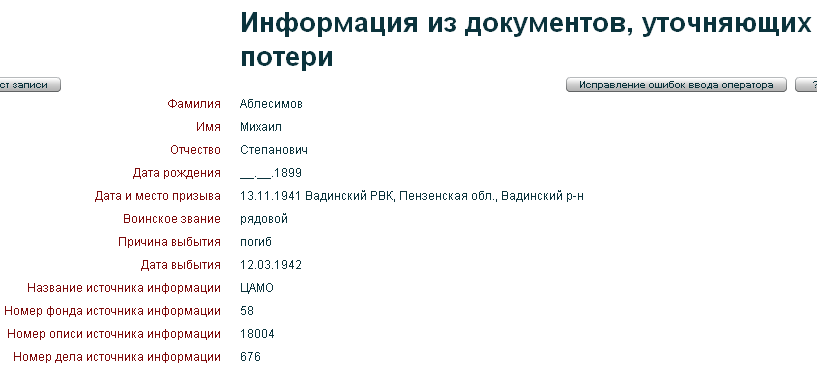 Информация из документов, уточняющих
потери
ст записи Исправление ошибок ввода оператора ?
Фамилия Аблесимов
Имя Михаил
Отчество Степанович
Дата рождения __.__.1899
Дата и место призыва 13.11.1941 Вадинский РВК, Пензенская обл., Вадинский р-н
Воинское звание рядовой
Причина выбытия погиб
Дата выбытия 12.03.1942
Название источника информации ЦАМО
Номер фонда источника информации 58
Номер описи источника информации 18004
Номер дела источника информации 676